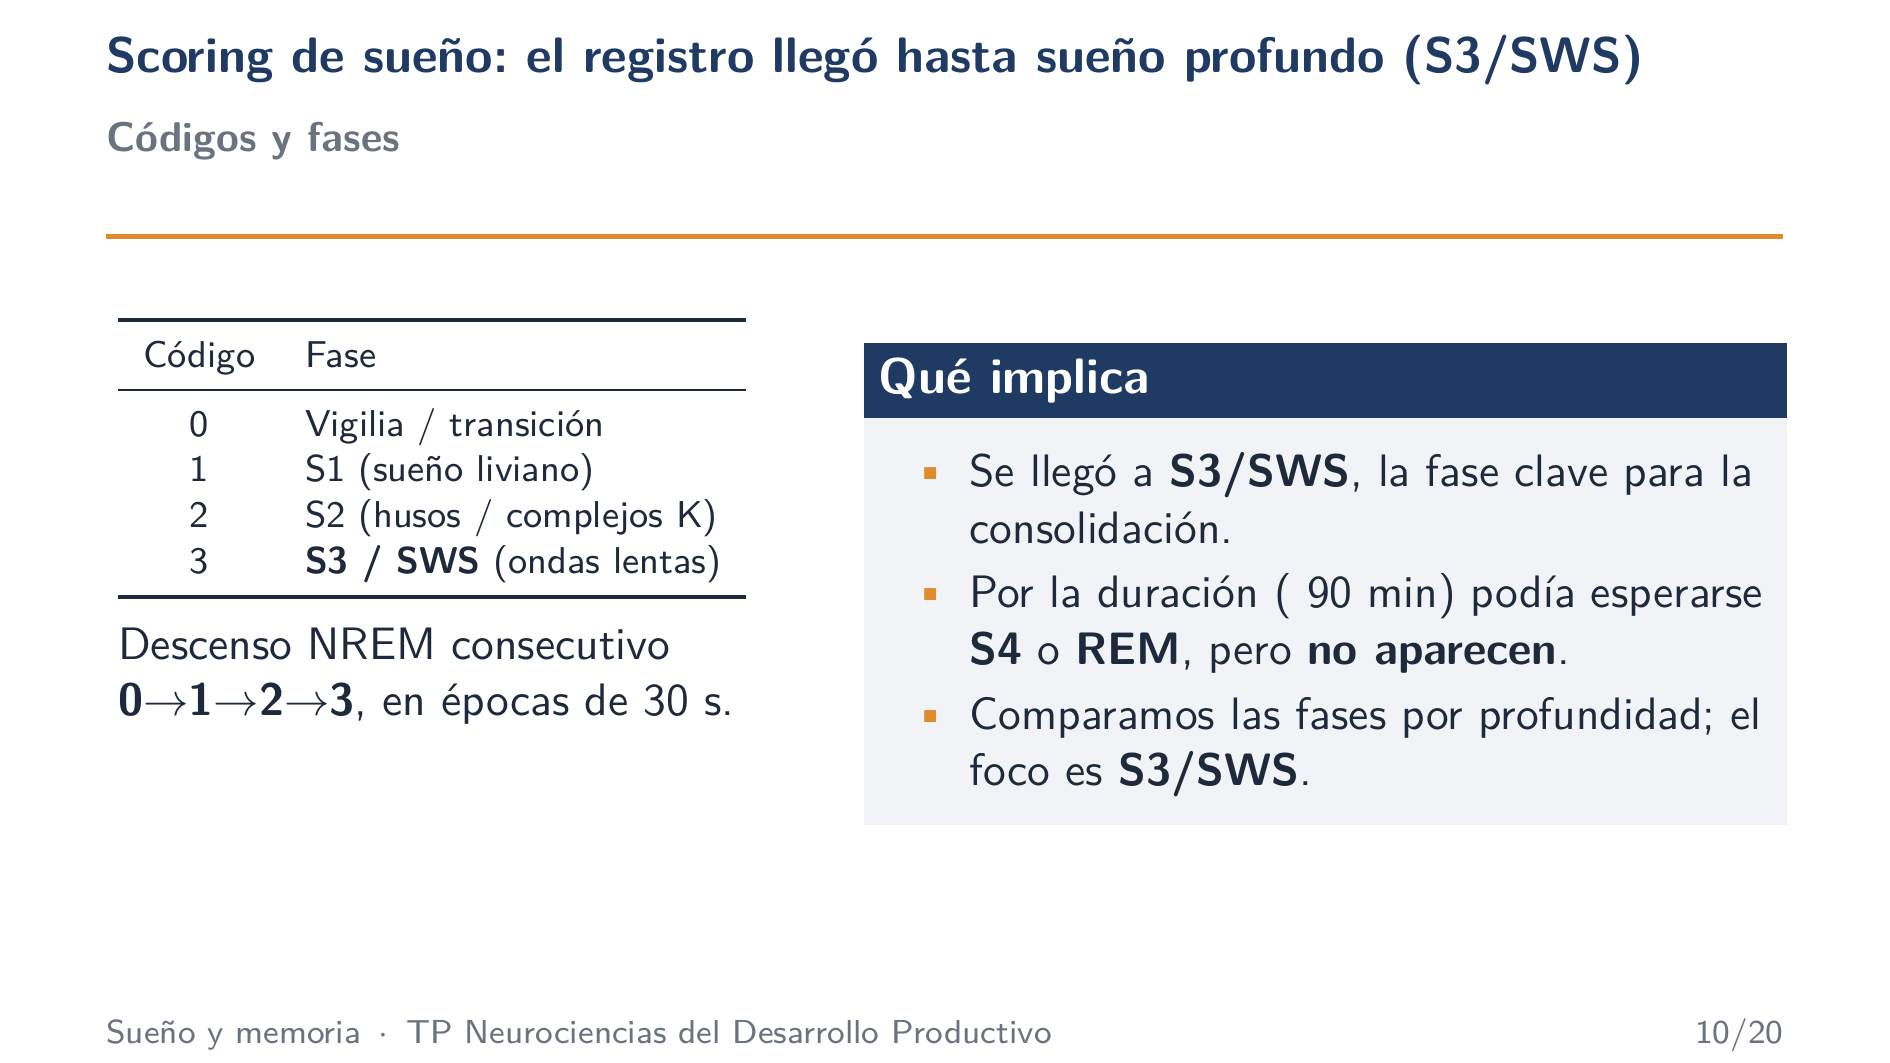 Scoring de sueño: el registro llegó hasta sueño profundo (S3/SWS)
Códigos y fases
Código Fase
0 Vigilia / transición
1 S1 (sueño liviano)
2 S2 (husos / complejos K)
3 S3 / SWS (ondas lentas)
Descenso NREM consecutivo
0→1→2→3, en épocas de 30 s.
Qué implica
▪ Se llegó a S3/SWS, la fase clave para la
consolidación.
▪ Por la duración ( 90 min) podía esperarse
S4 o REM, pero no aparecen.
▪ Comparamos las fases por profundidad; el
foco es S3/SWS.
Sueño y memoria · TP Neurociencias del Desarrollo Productivo
10/20